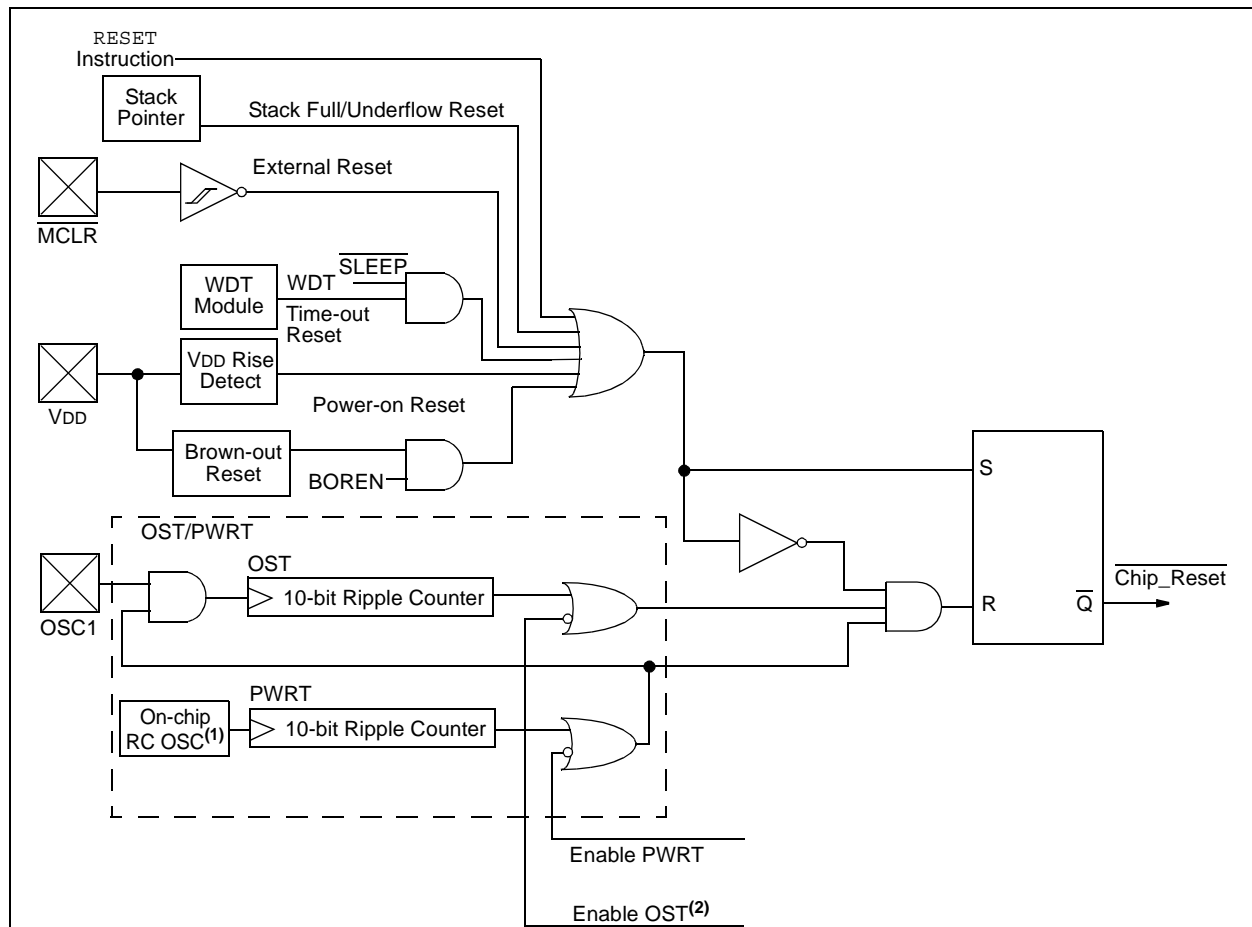 RESET
Instruction
Stack
Pointer
Stack Full/Underflow Reset
External Reset
MCLR
SLEEP
WDT
Module
WDT
Time-out
Reset
VDD Rise
Detect
VDD
Power-on Reset
Brown-out
Reset
BOREN
S
OST/PWRT
OST
10-bit Ripple Counter
OSC1
Chip_Reset
R
Q
PWRT
On-chip
RC OSC(1)
10-bit Ripple Counter
Enable PWRT
Enable OST(2)